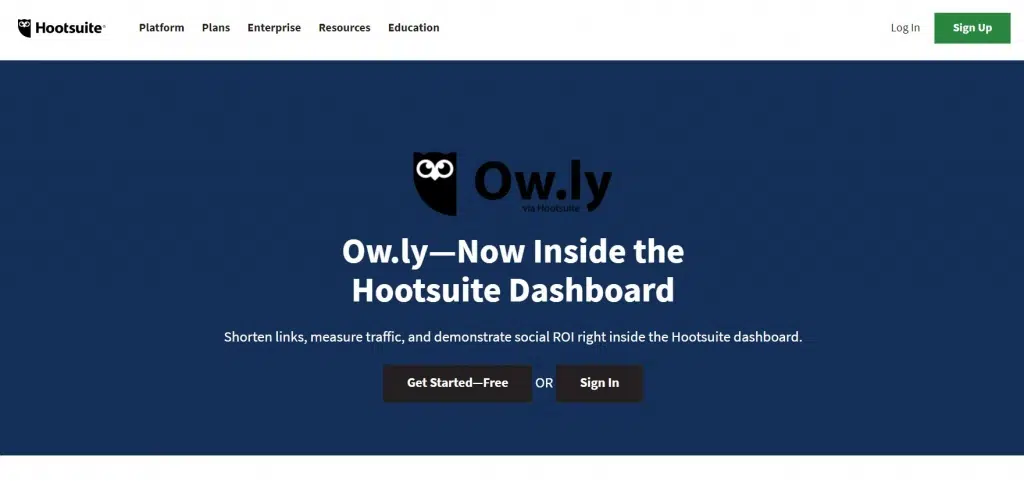 Hootsuite®
Platform Plans Enterprise Resources Education
Log In
Sign Up
Ow.ly
via Hootsuite
Ow.ly—Now Inside the
Hootsuite Dashboard
Shorten links, measure traffic, and demonstrate social ROI right inside the Hootsuite dashboard.
Get Started—Free OR Sign In